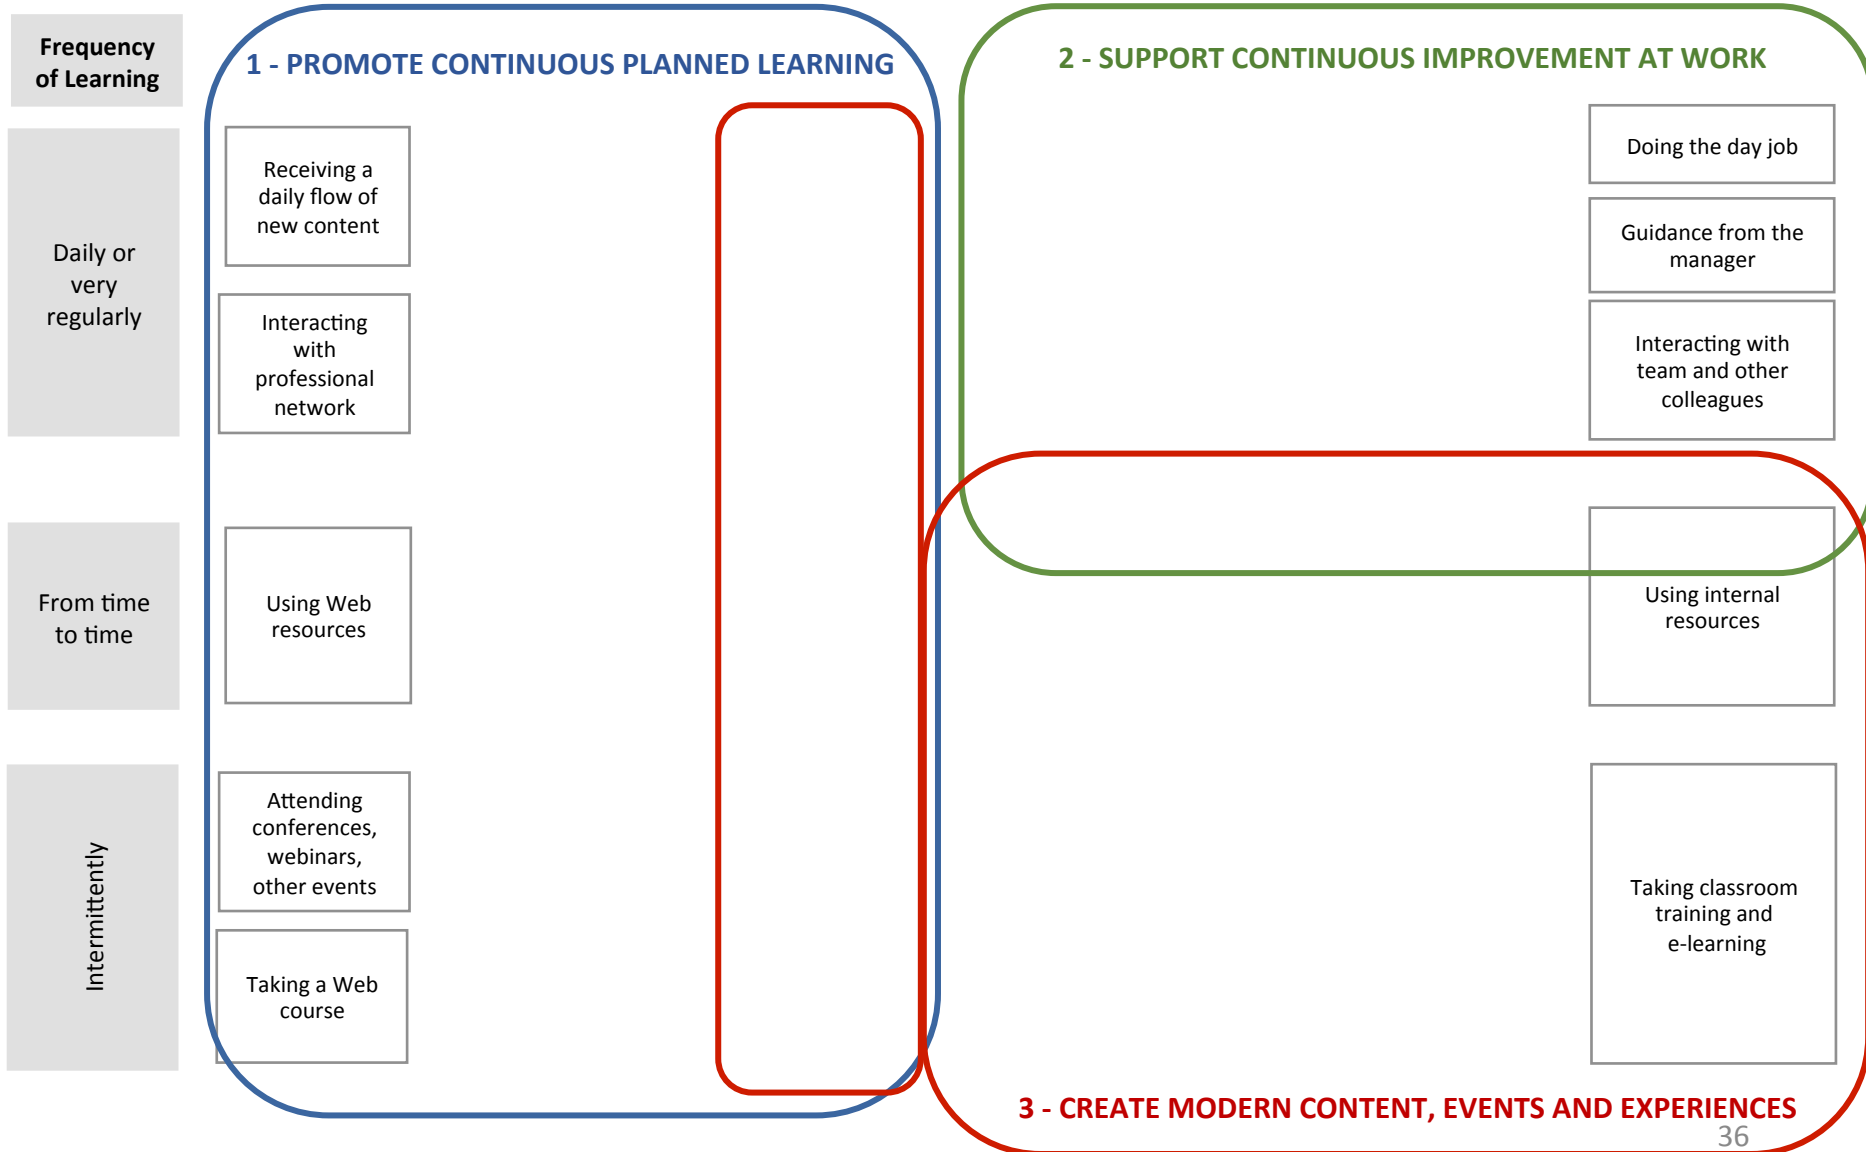 Frequency
of Learning
1 - PROMOTE CONTINUOUS PLANNED LEARNING
2 - SUPPORT CONTINUOUS IMPROVEMENT AT WORK
Daily or
very
regularly
Receiving a
daily flow of
new content
Interacting
with
professional
network
Doing the day job
Guidance from the
manager
Interacting with
team and other
colleagues
From time
to time
Using Web
resources
Using internal
resources
Intermittently
Attending
conferences,
webinars,
other events
Taking a Web
course
Taking classroom
training and
e-learning
3 - CREATE MODERN CONTENT, EVENTS AND EXPERIENCES
36